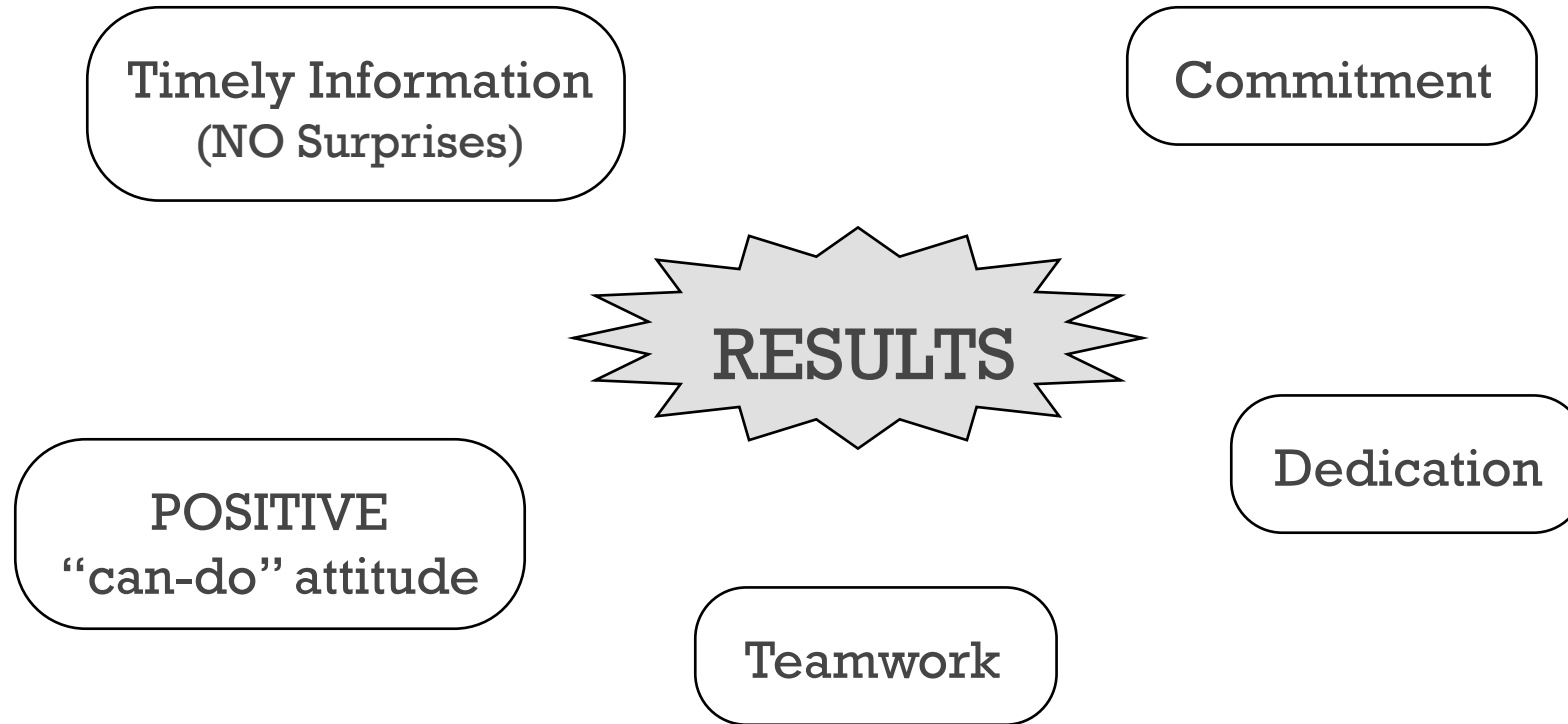 Timely Information
(NO Surprises)
Commitment
RESULTS
Dedication
POSITIVE
“can-do” attitude
Teamwork